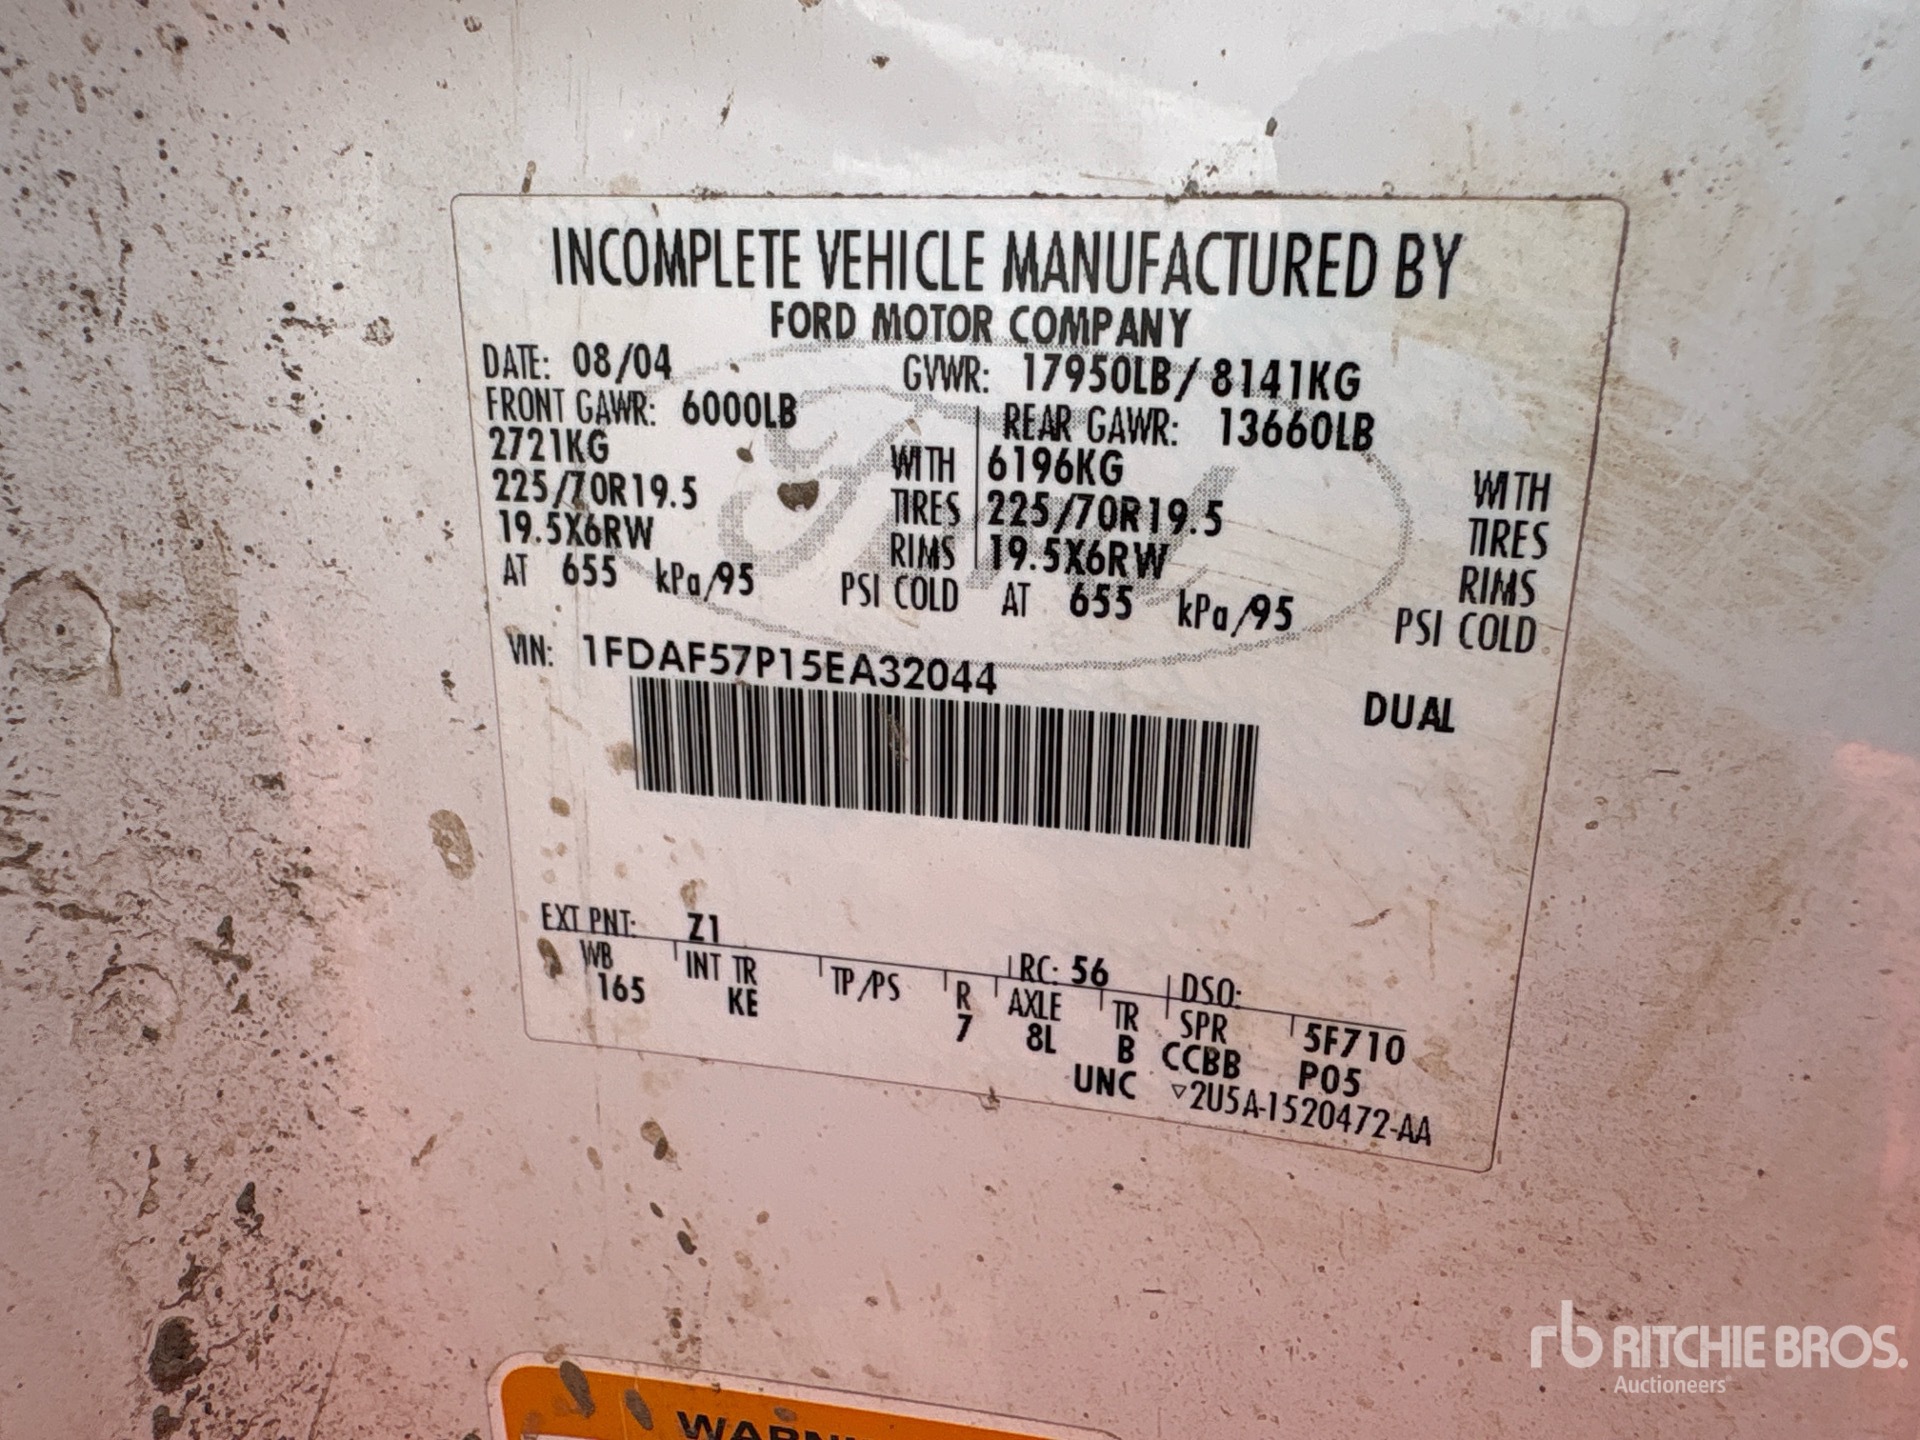 INCOMPLETE VEHICLE MANUFACTURED BY
FORD MOTOR COMPANY
DATE: 08/04 GVWR: 17950LB/ 8141KG
FRONT GAWR: 6000LB REAR GAWR: 13660LB
2721KG WITH 6196KG WITH
225/70R19.5 TIRES 225/70R19.5 TIRES
19.5X6RW RIMS 19.5X6RW RIMS
AT 655 kPa/95 PSI COLD AT 655 kPa/95 PSI COLD
VIN: 1FDAF57P15EA32044
DUAL
EXT PNT: Z1 RC: 56 DSO:
WB INT TR TP/PS R AXLE TR SPR 5F710
165 KE 7 8L B CCBB P05
UNC ▿2U5A-1520472-AA
rb RITCHIE BROS.
Auctioneers